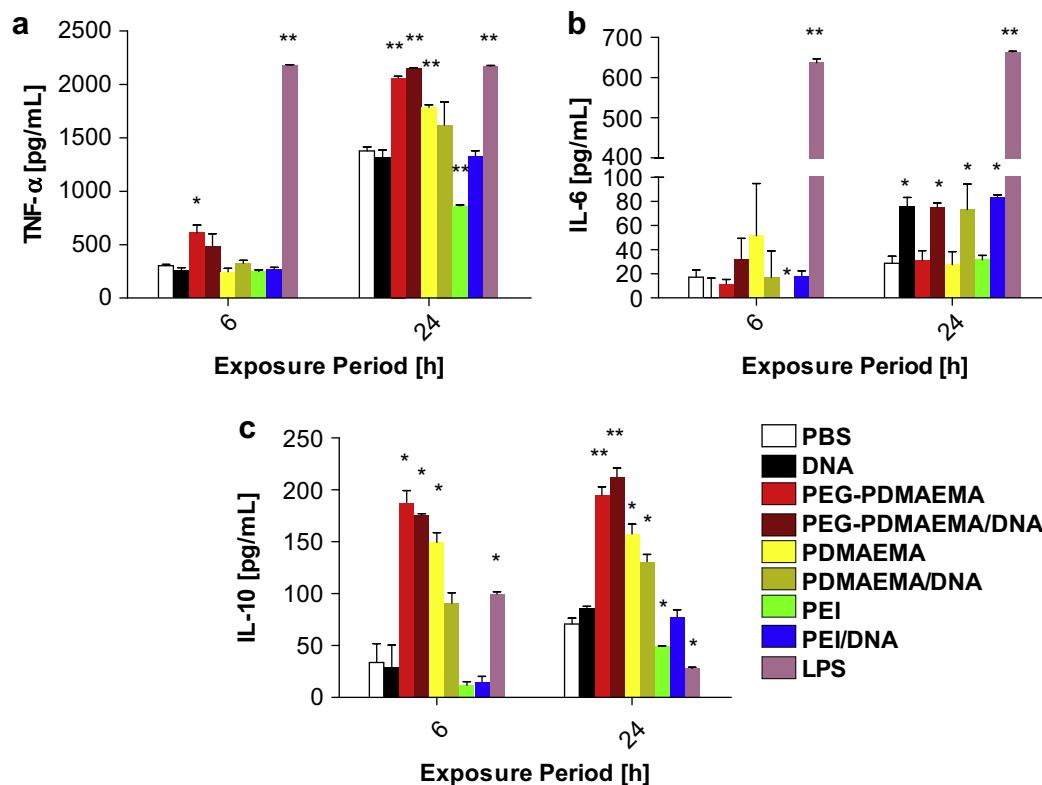 a
TNF-α [pg/mL]
2500
2000
1500
1000
500
0
*
**
**
**
**
**
**
6
24
Exposure Period [h]
b
IL-6 [pg/mL]
700
600
500
400
100
80
60
40
20
0
*
**
*
*
*
*
**
6
24
Exposure Period [h]
c
IL-10 [pg/mL]
250
200
150
100
50
0
*
*
*
*
**
**
*
*
*
*
6
24
Exposure Period [h]
PBS
DNA
PEG-PDMAEMA
PEG-PDMAEMA/DNA
PDMAEMA
PDMAEMA/DNA
PEI
PEI/DNA
LPS